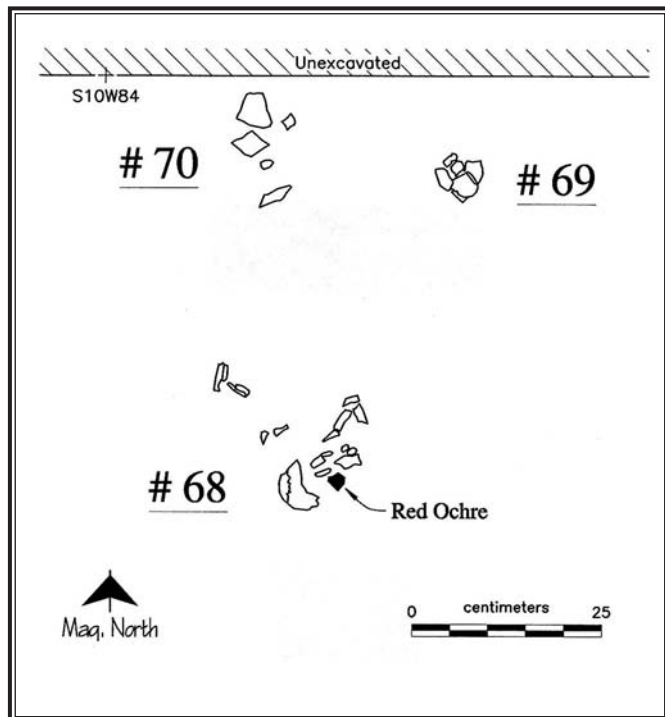 Unexcavated
S10W84
# 70
# 69
# 68
Red Ochre
Mag. North
0 centimeters 25